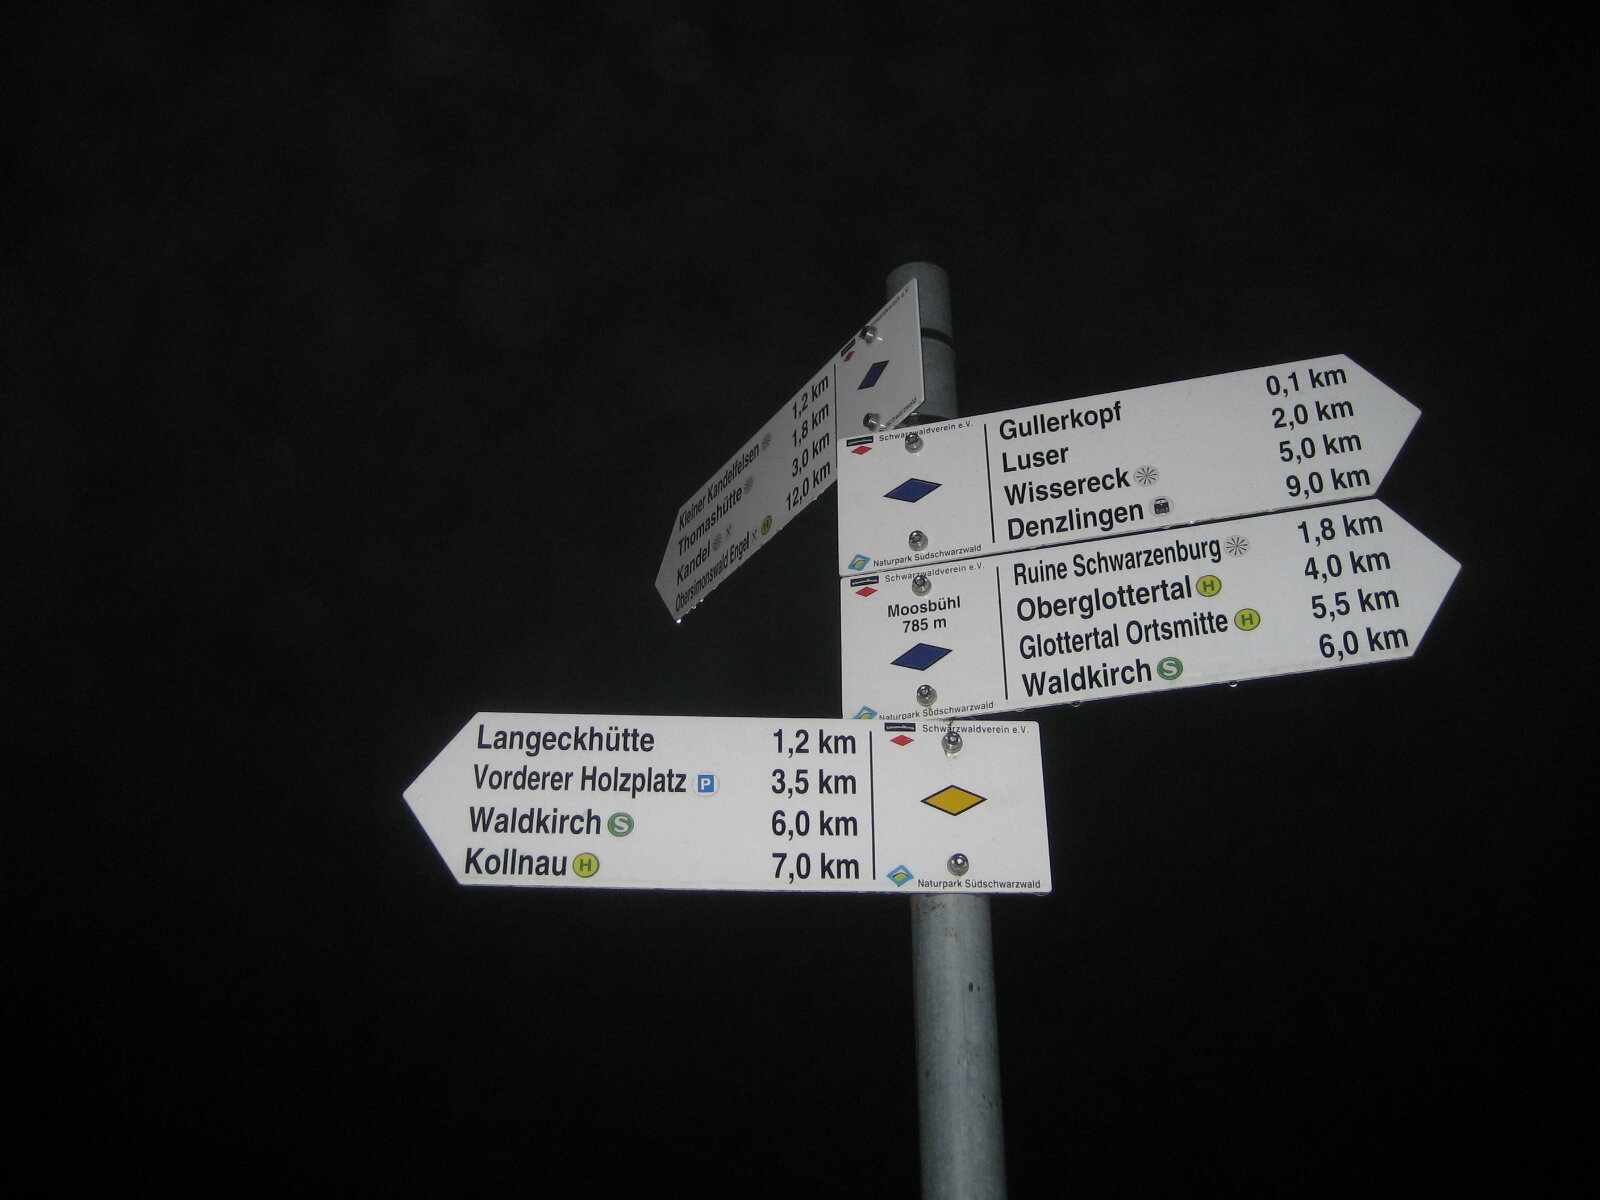 Schwarzwaldverein e.V.
Kleiner Kandelfelsen 1,2 km
Thomashütte 1,8 km
Kandel 3,0 km
Obersimonswald Engel H 12,0 km
Schwarzwaldverein e.V.
Gullerkopf 0,1 km
Luser 2,0 km
Wissereck 5,0 km
Denzlingen 9,0 km
Naturpark Südschwarzwald
Schwarzwaldverein e.V.
Moosbühl
785 m
Ruine Schwarzenburg 1,8 km
Oberglottertal H 4,0 km
Glottertal Ortsmitte H 5,5 km
Waldkirch S 6,0 km
Naturpark Südschwarzwald
Langeckhütte 1,2 km
Vorderer Holzplatz P 3,5 km
Waldkirch S 6,0 km
Kollnau H 7,0 km
Schwarzwaldverein e.V.
Naturpark Südschwarzwald